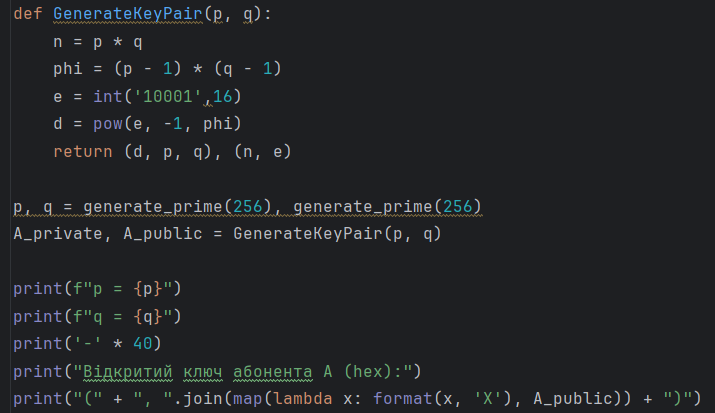 def GenerateKeyPair(p, q):
    n = p * q
    phi = (p - 1) * (q - 1)
    e = int('10001',16)
    d = pow(e, -1, phi)
    return (d, p, q), (n, e)
p, q = generate_prime(256), generate_prime(256)
A_private, A_public = GenerateKeyPair(p, q)
print(f"p = {p}")
print(f"q = {q}")
print('-' * 40)
print("Відкритий ключ абонента А (hex):")
print("(" + ", ".join(map(lambda x: format(x, 'X'), A_public)) + ")")